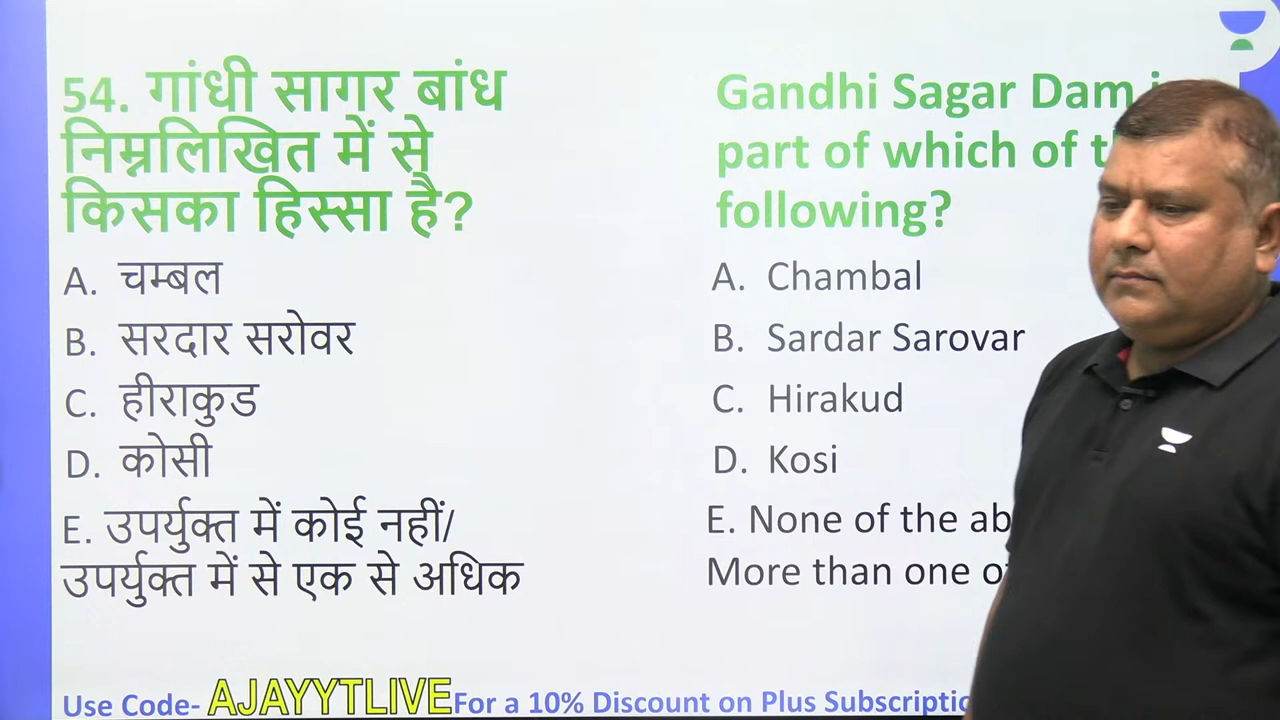 54. गांधी सागर बांध
निम्नलिखित में से
किसका हिस्सा है?
A. चम्बल
B. सरदार सरोवर
C. हीराकुड
D. कोसी
E. उपर्युक्त में कोई नहीं/
उपर्युक्त में से एक से अधिक
Gandhi Sagar Dam
part of which of
following?
A. Chambal
B. Sardar Sarovar
C. Hirakud
D. Kosi
E. None of the
More than one
Use Code- AJAYYTLIVE For a 10% Discount on Plus